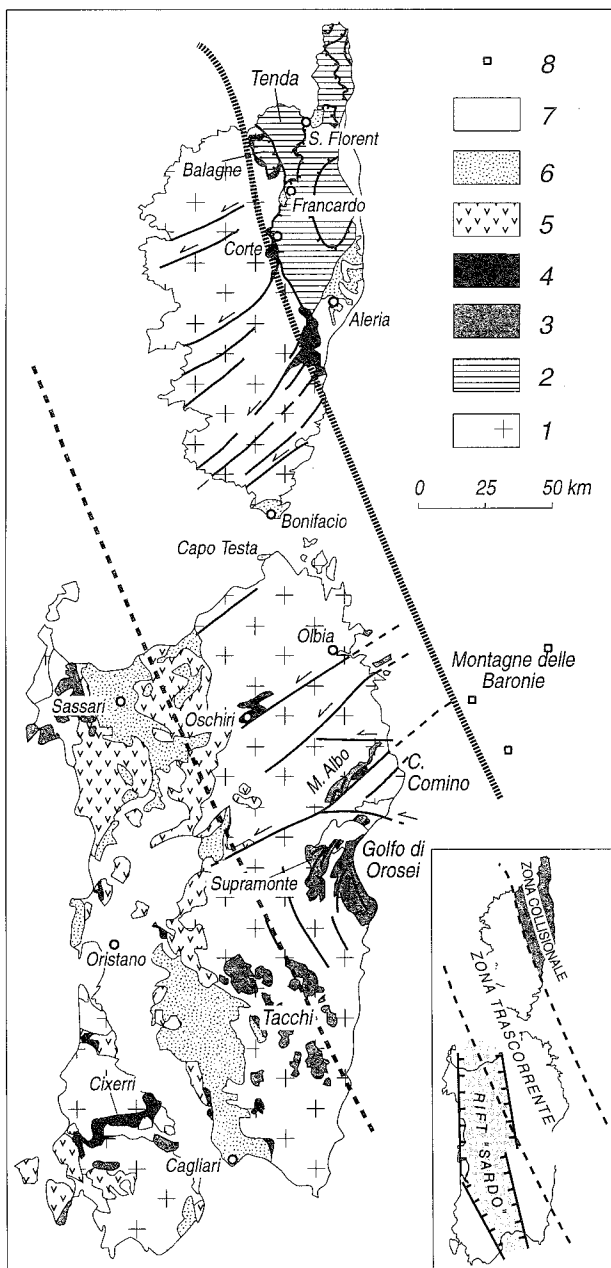 Tenda
S. Florent
Balagne
Francardo
Corte
Aleria
Bonifacio
Capo Testa
Olbia
Sassari
Oschiri
Montagne delle
Baronie
M. Albo
C.
Comino
Golfo di
Orosei
Supramonte
Oristano
Tacchi
Cixerri
Cagliari
8
7
6
5
4
3
2
1
0 25 50 km
ZONA COLLISIONALE
ZONA TRASCORRENTE
RIFT "SARDO"